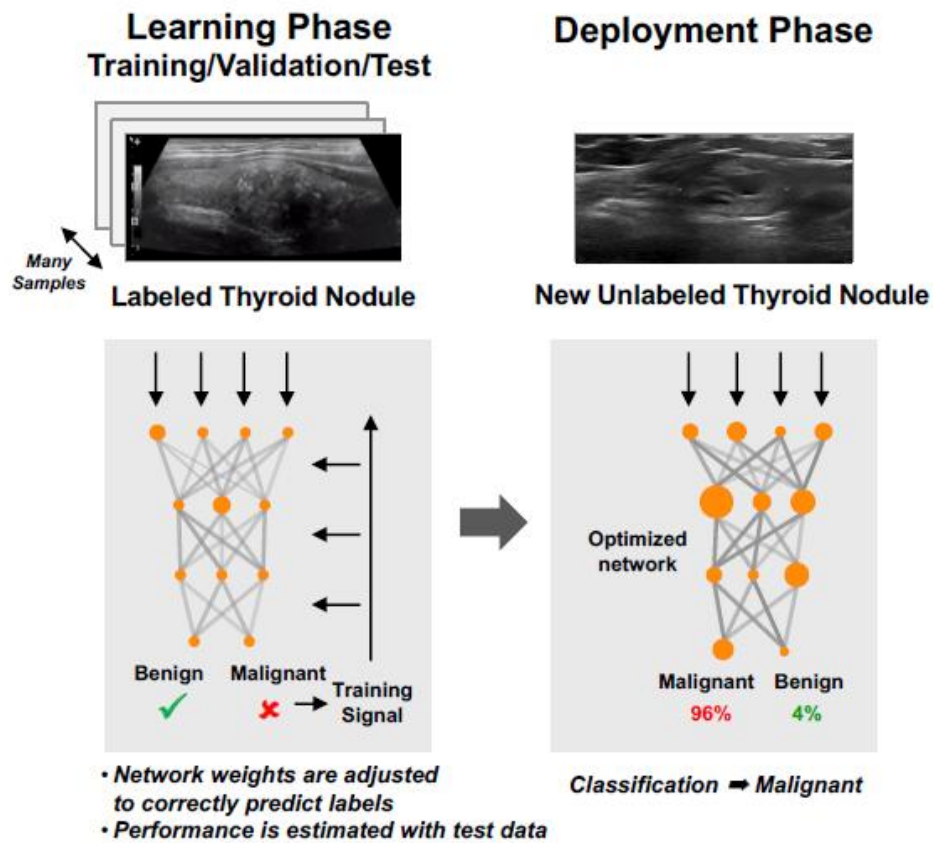 Learning Phase
Training/Validation/Test
Many
Samples
Labeled Thyroid Nodule
Benign
Malignant
Training
Signal
• Network weights are adjusted
to correctly predict labels
• Performance is estimated with test data
Deployment Phase
New Unlabeled Thyroid Nodule
Optimized
network
Malignant
Benign
96%
4%
Classification ➡ Malignant